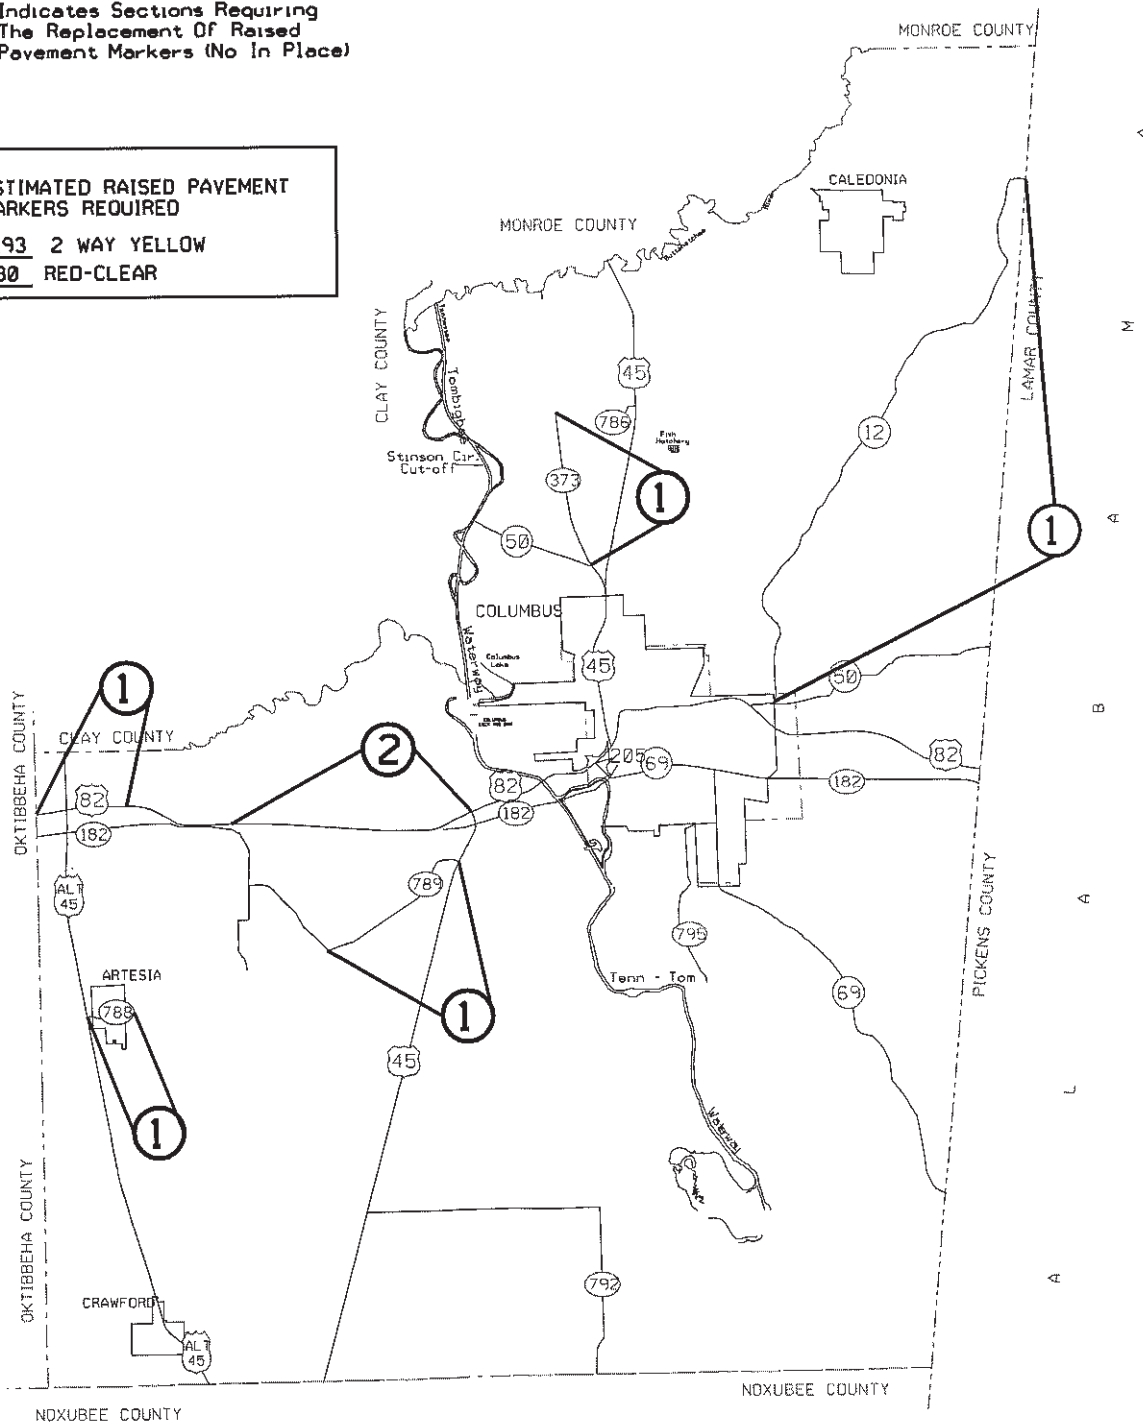 Indicates Sections Requiring
The Replacement Of Raised
Pavement Markers (No In Place)
MONROE COUNTY
STIMATED RAISED PAVEMENT
ARKERS REQUIRED
93 2 WAY YELLOW
80 RED-CLEAR
CALEDONIA
MONROE COUNTY
CLAY COUNTY
LAMAR COUNTY
M
Tombigbee
45
786
Fish
Hatchery
12
Stinson Cir.
Cut-off
373
1
A
50
1
COLUMBUS
Waterway
Columbus
Lake
45
50
1
B
OKTIBBEHA COUNTY
CLAY COUNTY
2
205
69
82
82
82
182
182
182
789
ALT
45
PICKENS COUNTY
A
795
ARTESIA
Tenn - Tom
788
69
1
45
L
1
Waterway
OKTIBBEHA COUNTY
792
A
CRAWFORD
ALT
45
NOXUBEE COUNTY
NOXUBEE COUNTY